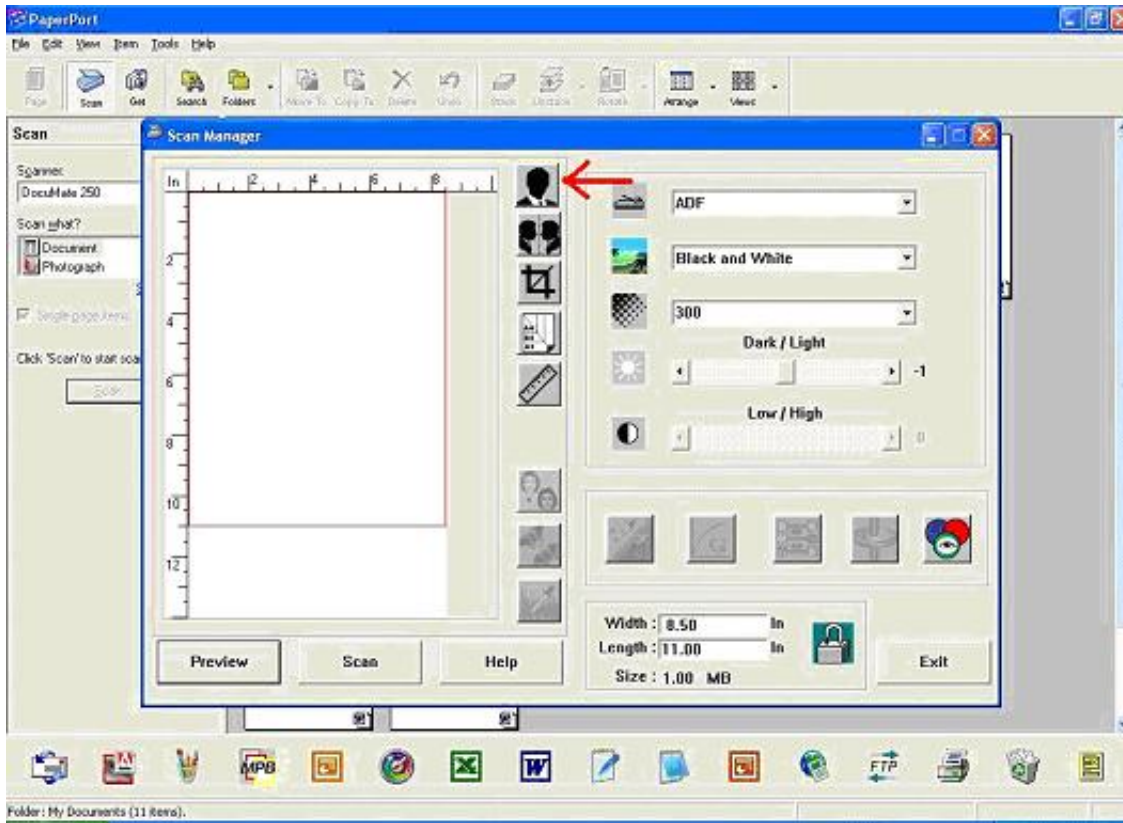 PaperPort
File Edit View Item Tools Help
Page Scan Get Search Folders Move To Copy To Delete Undo Stack Unstack Rotate Arrange Views
Scan
Scanner:
DocuMate 250
Scan what?
Document
Photograph
Single page items
Click 'Scan' to start
Scan
Scan Manager
In 2 4 6 8
2
4
6
8
10
12
ADF
Black and White
300
Dark / Light
-1
Low / High
0
Width : 8.50 In
Length : 11.00 In
Size : 1.00 MB
Preview Scan Help
Exit
MPB
W
FTP
Folder: My Documents (11 items).